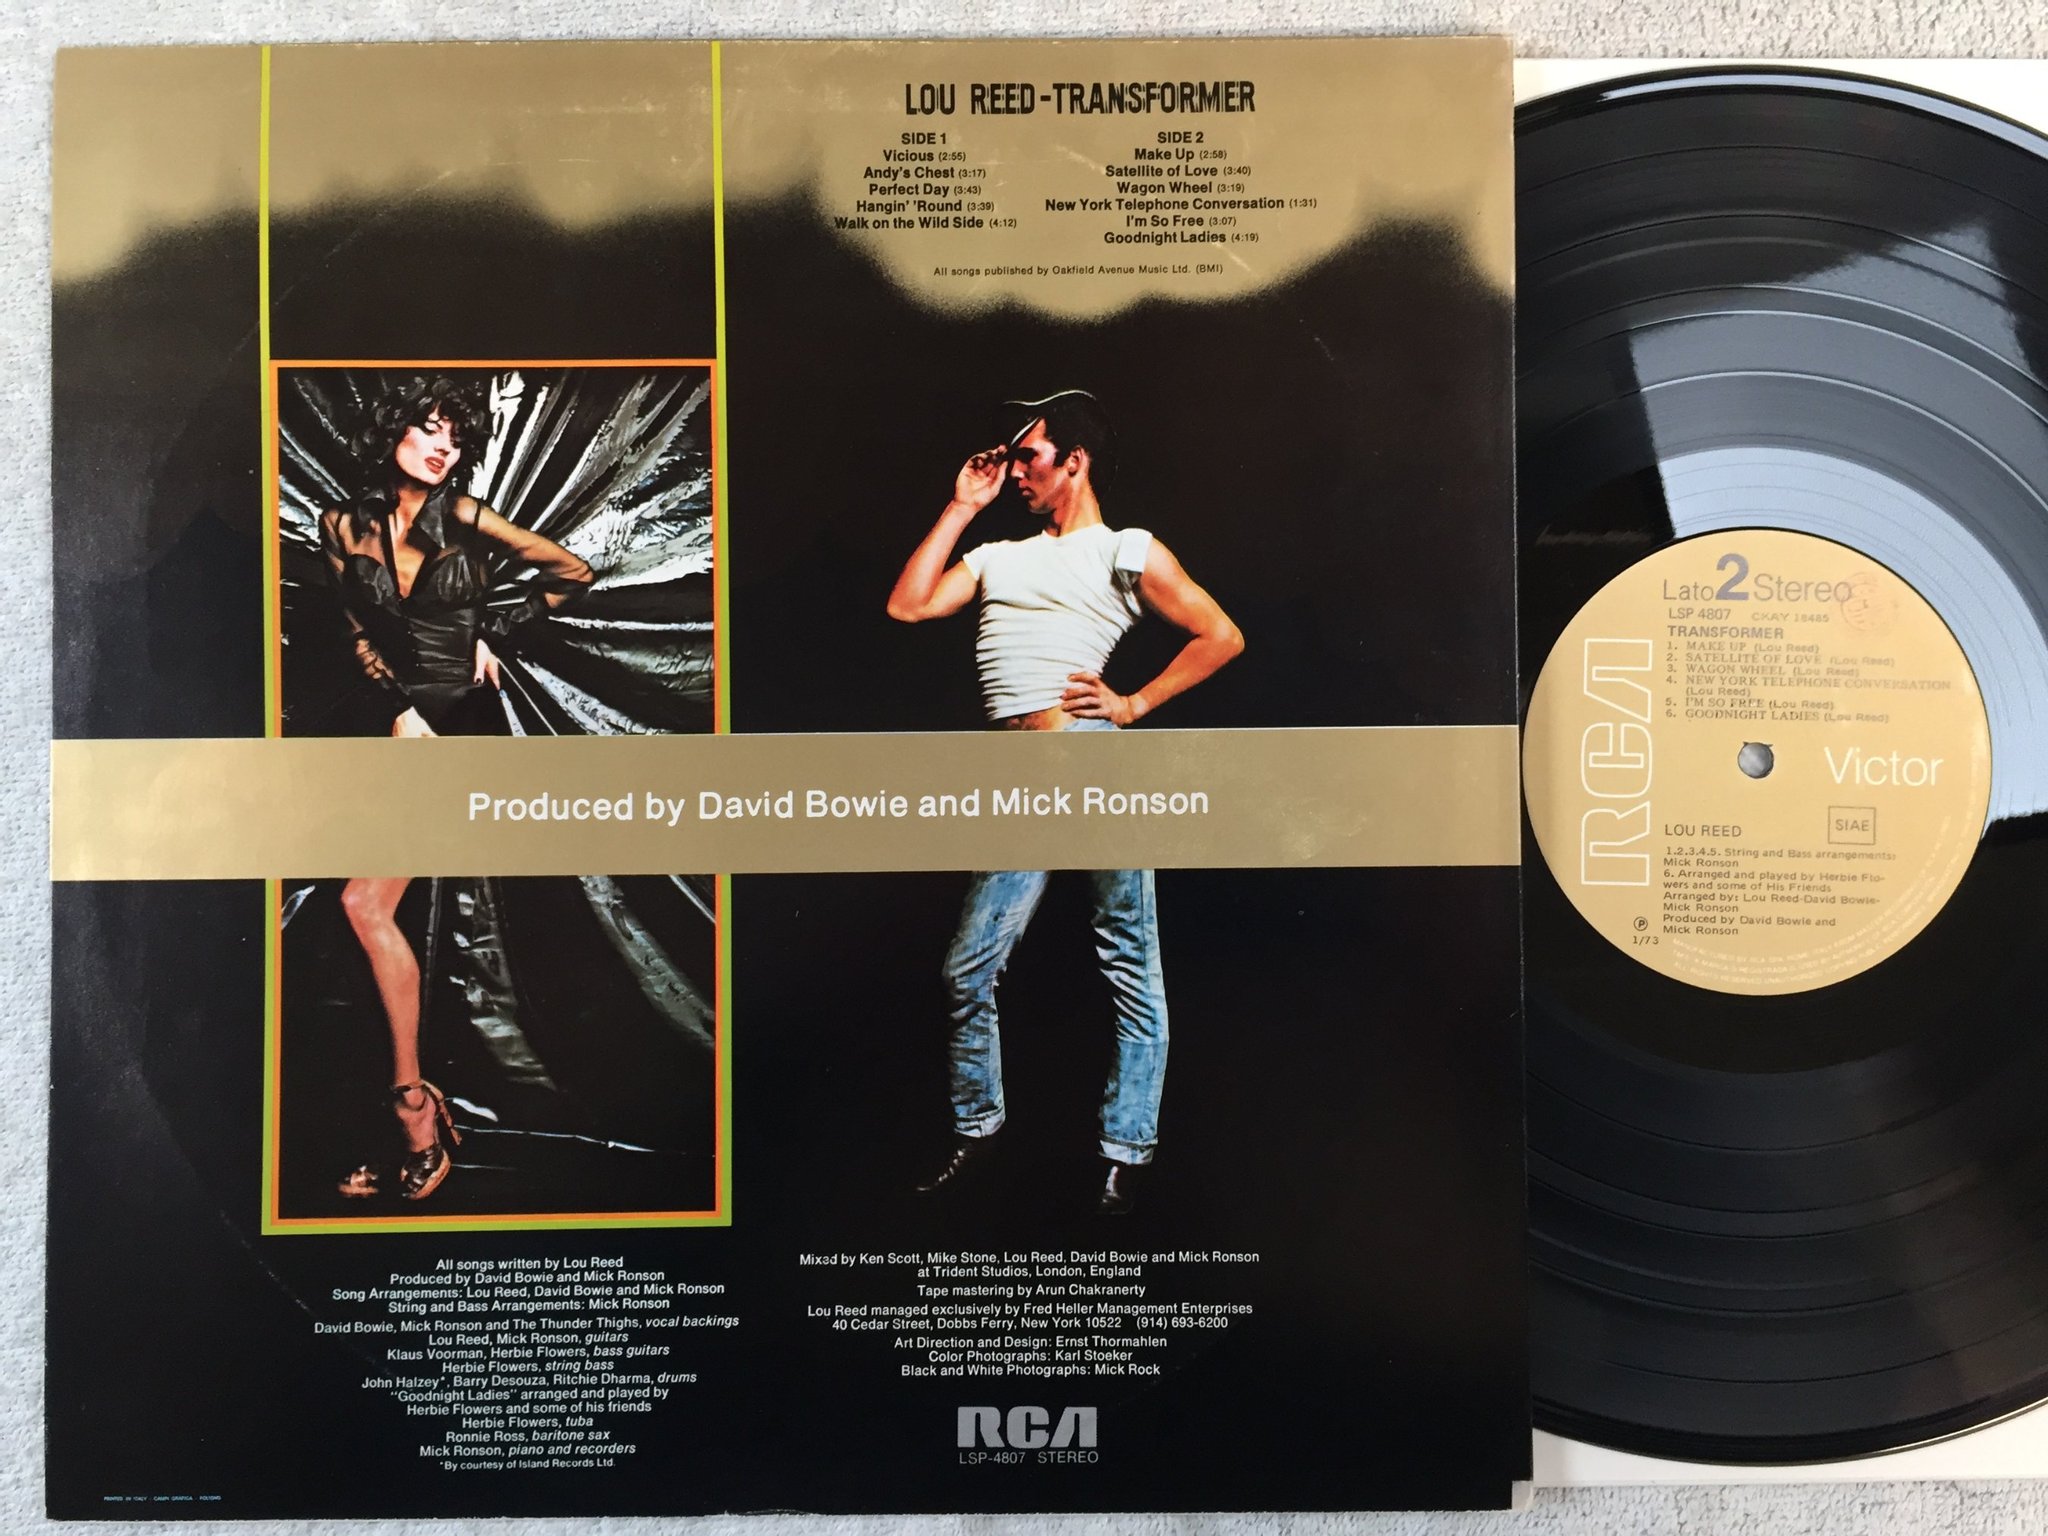 LOU REED-TRANSFORMER
SIDE 1
Vicious (2:55)
Andy's Chest (3:17)
Perfect Day (3:43)
Hangin' 'Round (3:39)
Walk on the Wild Side (4:12)
SIDE 2
Make Up (2:58)
Satellite of Love (3:40)
Wagon Wheel (3:19)
New York Telephone Conversation (1:31)
I'm So Free (3:07)
Goodnight Ladies (4:19)
All songs published by Oakfield Avenue Music Ltd. (BMI)
Produced by David Bowie and Mick Ronson
All songs written by Lou Reed
Produced by David Bowie and Mick Ronson
Song Arrangements: Lou Reed, David Bowie and Mick Ronson
String and Bass Arrangements: Mick Ronson
David Bowie, Mick Ronson and The Thunder Thighs, vocal backings
Lou Reed, Mick Ronson, guitars
Klaus Voorman, Herbie Flowers, bass guitars
Herbie Flowers, string bass
John Halzey*, Barry Desouza, Ritchie Dharma, drums
"Goodnight Ladies" arranged and played by
Herbie Flowers and some of his friends
Herbie Flowers, tuba
Ronnie Ross, baritone sax
Mick Ronson, piano and recorders
*By courtesy of Island Records Ltd.
Mixed by Ken Scott, Mike Stone, Lou Reed, David Bowie and Mick Ronson
at Trident Studios, London, England
Tape mastering by Arun Chakranerty
Lou Reed managed exclusively by Fred Heller Management Enterprises
40 Cedar Street, Dobbs Ferry, New York 10522 (914) 693-6200
Art Direction and Design: Ernst Thormahlen
Color Photographs: Karl Stoeker
Black and White Photographs: Mick Rock
RCA
LSP-4807 STEREO
PRINTED IN ITALY - CAMPI GRAFICA - FOLIGNO
Lato 2 Stereo
LSP 4807 CKAY 18485
TRANSFORMER
1. MAKE UP (Lou Reed)
2. SATELLITE OF LOVE (Lou Reed)
3. WAGON WHEEL (Lou Reed)
4. NEW YORK TELEPHONE CONVERSATION
(Lou Reed)
5. I'M SO FREE (Lou Reed)
6. GOODNIGHT LADIES (Lou Reed)
RCA
Victor
SIAE
LOU REED
1.2.3.4.5. String and Bass arrangements:
Mick Ronson
6. Arranged and played by Herbie Flo-
wers and some of His Friends
Arranged by: Lou Reed-David Bowie-
Mick Ronson
Produced by David Bowie and
Mick Ronson
℗
1/73